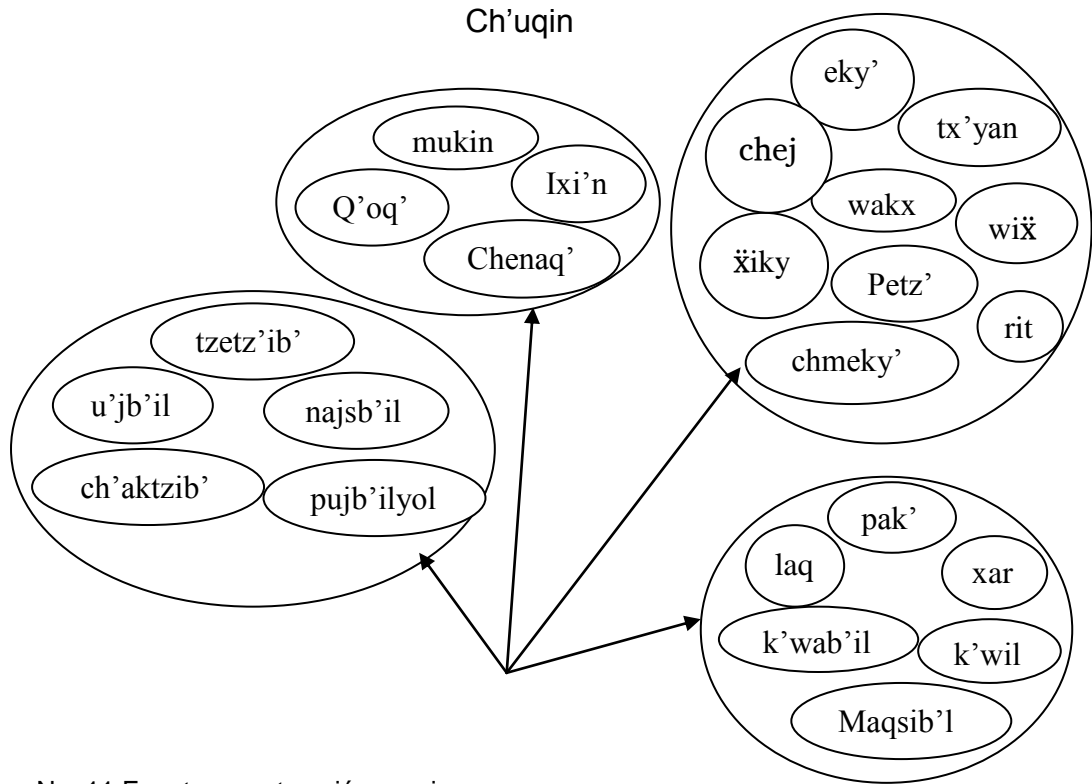 Ch’uqin
mukin
Ixi’n
Q’oq’
Chenaq’
eky’
tx’yan
chej
wakx
wiẍ
ẍiky
Petz’
rit
chmeky’
tzetz’ib’
u’jb’il
najsb’il
ch’aktzib’
pujb’ilyol
pak’
laq
xar
k’wab’il
k’wil
Maqsib’l